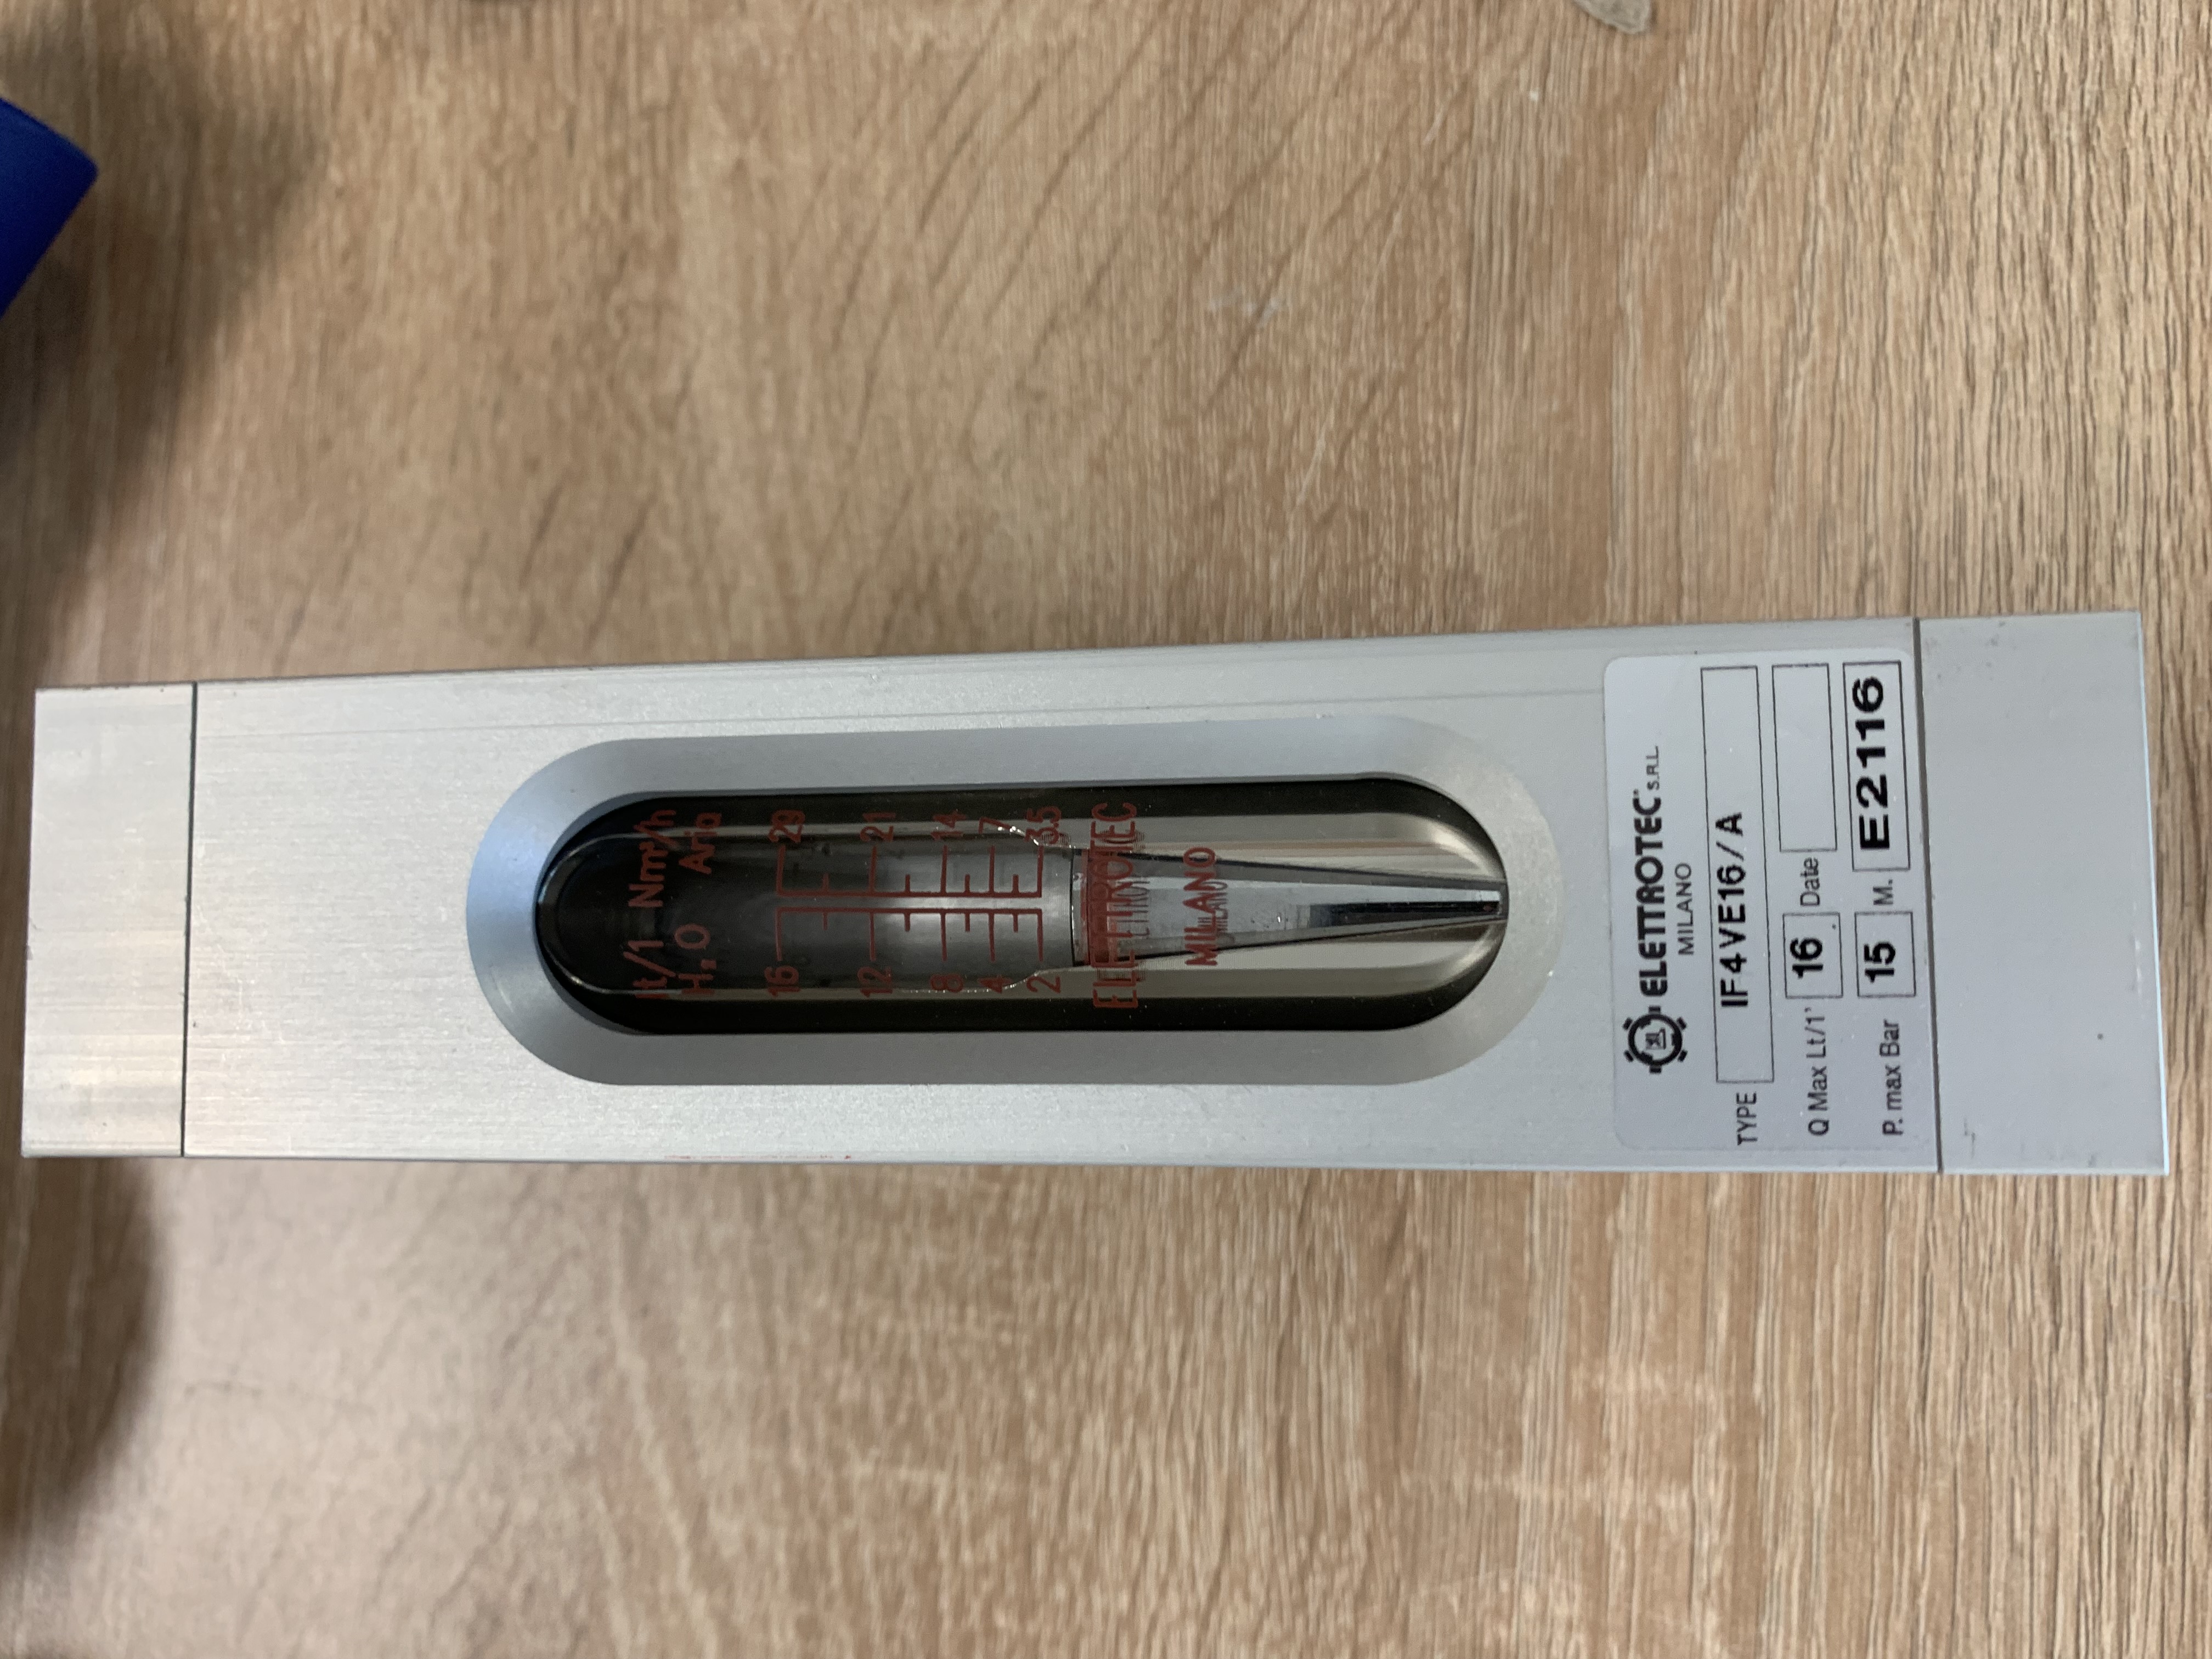 lt/1 Nm³/h
H₂O Aria
16 29
12 21
8 14
4 7
2 3.5
ELETTROTEC
MILANO
ELETTROTEC S.R.L.
MILANO
TYPE IF4VE16/A
Q Max Lt/1' 16 Date
P. max Bar 15 M. E2116